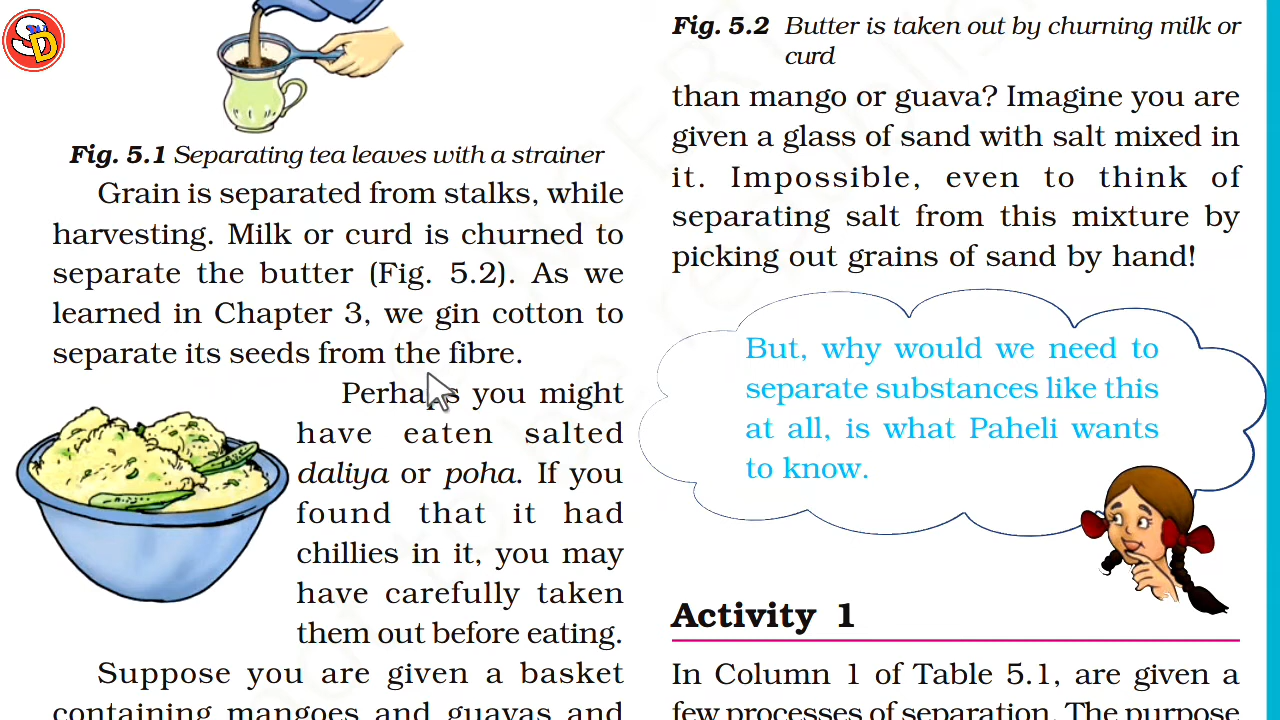 SD
Fig. 5.1 Separating tea leaves with a strainer
Grain is separated from stalks, while
harvesting. Milk or curd is churned to
separate the butter (Fig. 5.2). As we
learned in Chapter 3, we gin cotton to
separate its seeds from the fibre.
Perhaps you might
have eaten salted
daliya or poha. If you
found that it had
chillies in it, you may
have carefully taken
them out before eating.
Suppose you are given a basket
containing mangoes and guavas and
Fig. 5.2 Butter is taken out by churning milk or
curd
than mango or guava? Imagine you are
given a glass of sand with salt mixed in
it. Impossible, even to think of
separating salt from this mixture by
picking out grains of sand by hand!
But, why would we need to
separate substances like this
at all, is what Paheli wants
to know.
Activity 1
In Column 1 of Table 5.1, are given a
few processes of separation. The purpose